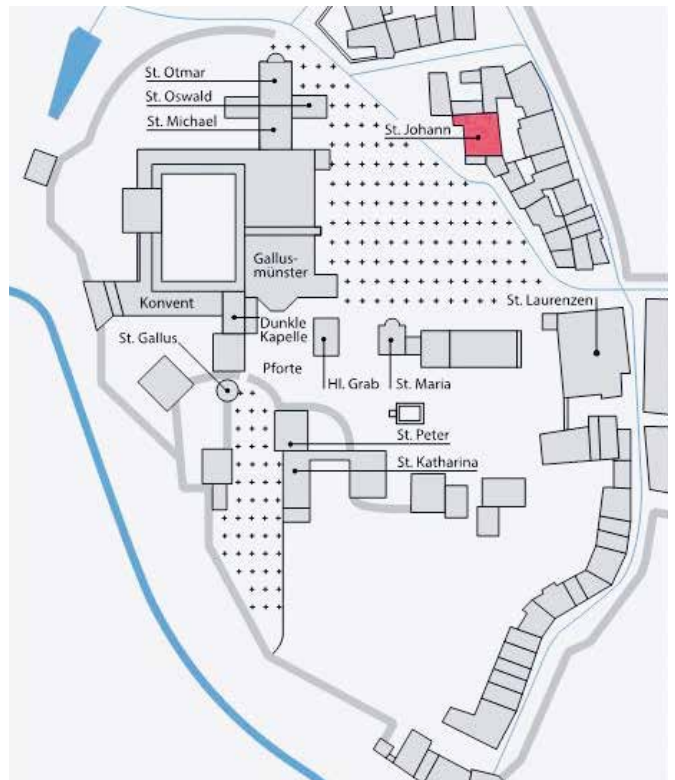 St. Otmar
St. Oswald
St. Michael
St. Johann
Gallus-
münster
Konvent
St. Laurenzen
Dunkle
Kapelle
St. Gallus
Pforte
Hl. Grab
St. Maria
St. Peter
St. Katharina